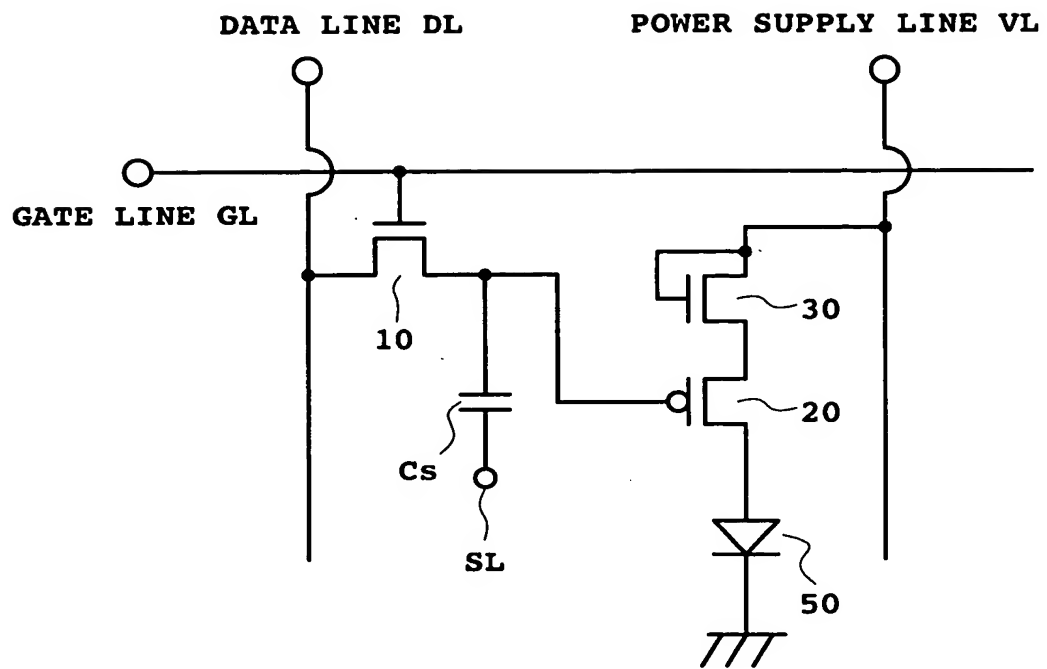 DATA LINE DL
POWER SUPPLY LINE VL
GATE LINE GL
10
30
20
Cs
SL
50